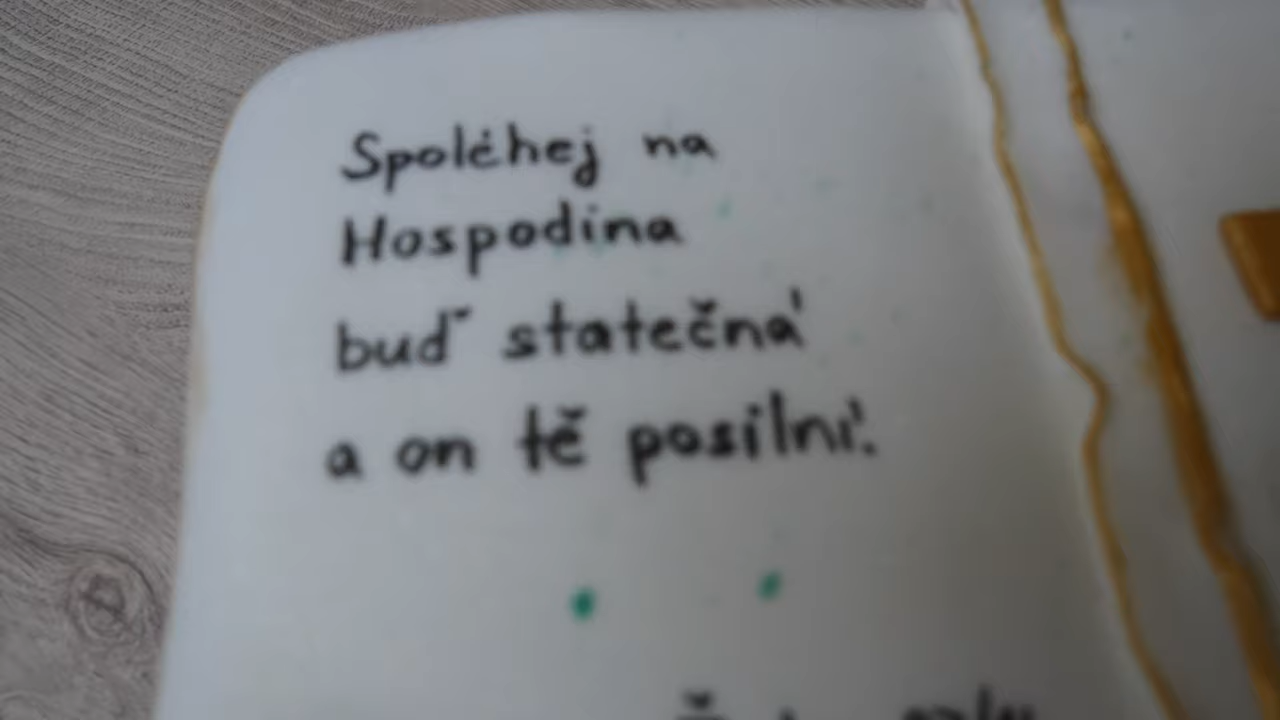 Spoléhej na
Hospodina
buď statečná
a on tě posilní.